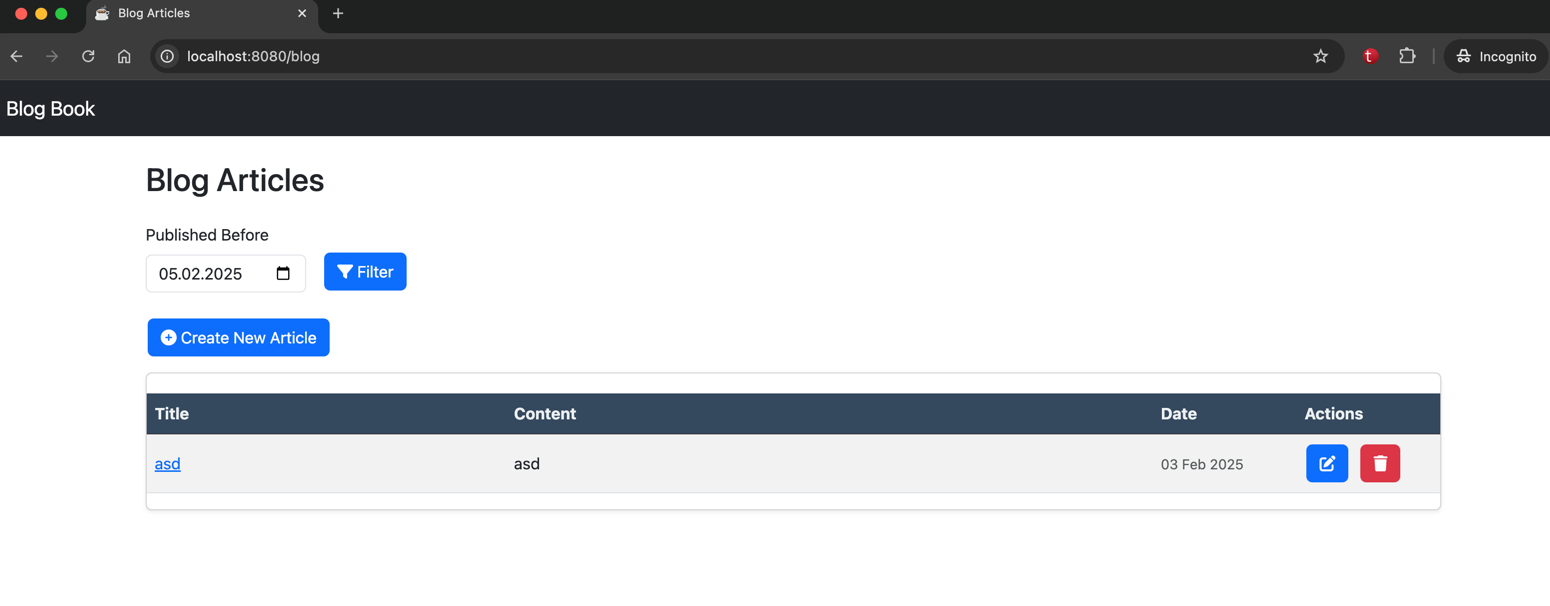 Blog Articles
localhost:8080/blog
Incognito
Blog Book
Blog Articles
Published Before
05.02.2025
Filter
Create New Article
Title Content Date Actions
asd asd 03 Feb 2025